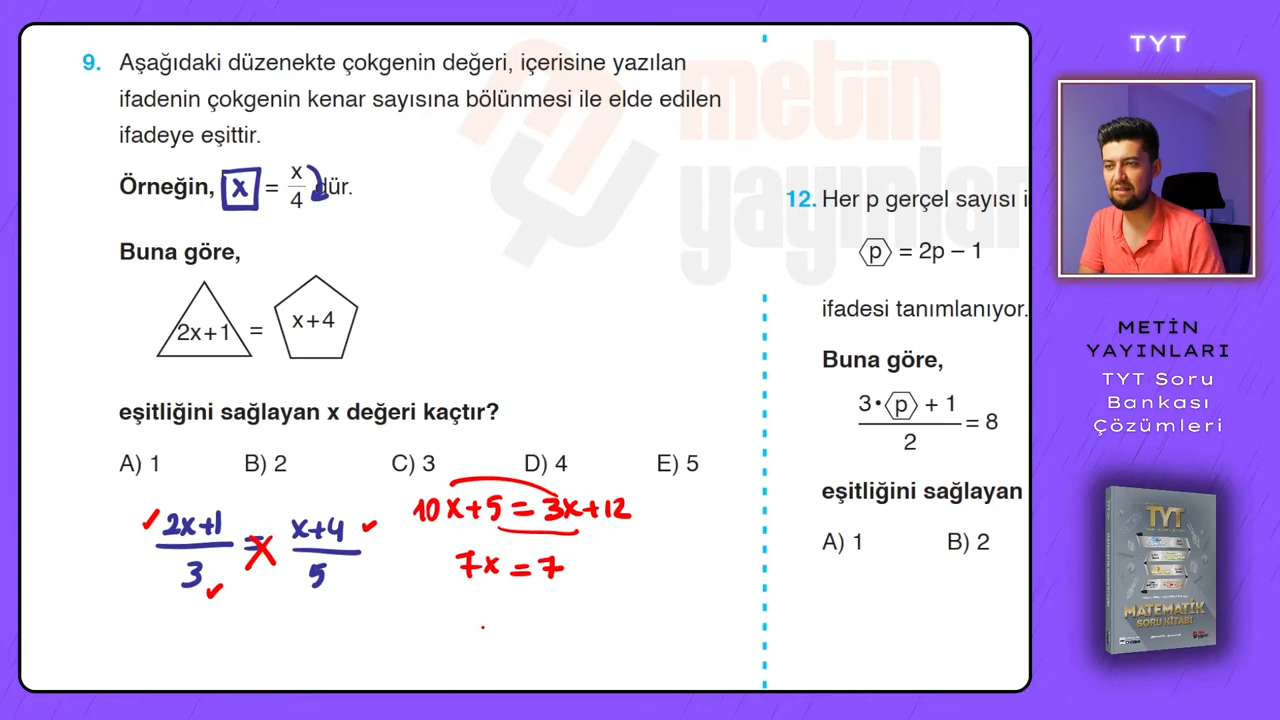 9. Aşağıdaki düzenekte çokgenin değeri, içerisine yazılan
ifadenin çokgenin kenar sayısına bölünmesi ile elde edilen
ifadeye eşittir.
Örneğin, x = x/4 dür.
Buna göre,
2x+1 = x+4
eşitliğini sağlayan x değeri kaçtır?
A) 1 B) 2 C) 3 D) 4 E) 5
2x+1/3 = x+4/5
10x+5 = 3x+12
7x = 7
metin
yayınları
12. Her p gerçel sayısı i
p = 2p – 1
ifadesi tanımlanıyor.
Buna göre,
3•p + 1/2 = 8
eşitliğini sağlayan
A) 1 B) 2
TYT
METİN
YAYINLARI
TYT Soru
Bankası
Çözümleri
TYT
MATEMATİK
SORU KİTABI